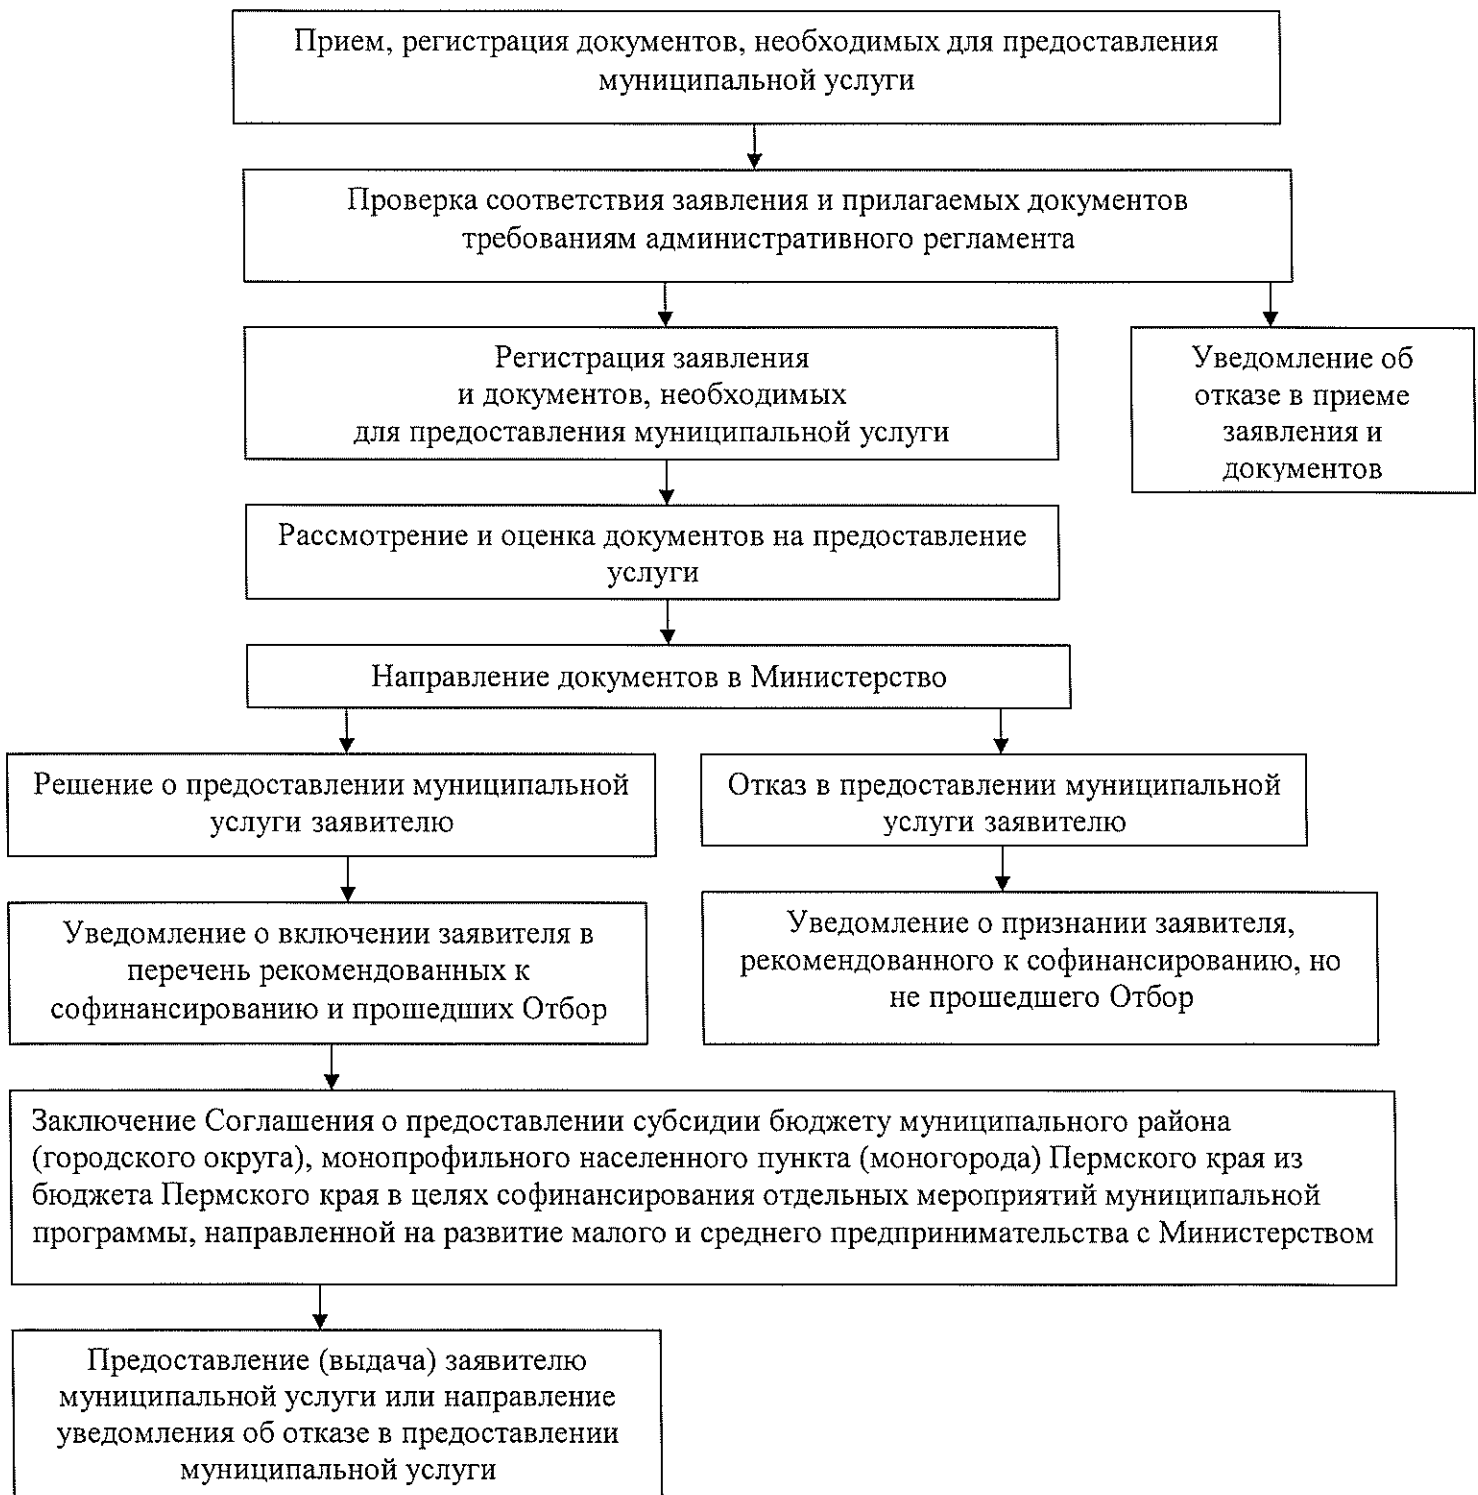 Прием, регистрация документов, необходимых для предоставления
муниципальной услуги
Проверка соответствия заявления и прилагаемых документов
требованиям административного регламента
Регистрация заявления
и документов, необходимых
для предоставления муниципальной услуги
Уведомление об
отказе в приеме
заявления и
документов
Рассмотрение и оценка документов на предоставление
услуги
Направление документов в Министерство
Решение о предоставлении муниципальной
услуги заявителю
Отказ в предоставлении муниципальной
услуги заявителю
Уведомление о включении заявителя в
перечень рекомендованных к
софинансированию и прошедших Отбор
Уведомление о признании заявителя,
рекомендованного к софинансированию, но
не прошедшего Отбор
Заключение Соглашения о предоставлении субсидии бюджету муниципального района
(городского округа), монопрофильного населенного пункта (моногорода) Пермского края из
бюджета Пермского края в целях софинансирования отдельных мероприятий муниципальной
программы, направленной на развитие малого и среднего предпринимательства с Министерством
Предоставление (выдача) заявителю
муниципальной услуги или направление
уведомления об отказе в предоставлении
муниципальной услуги